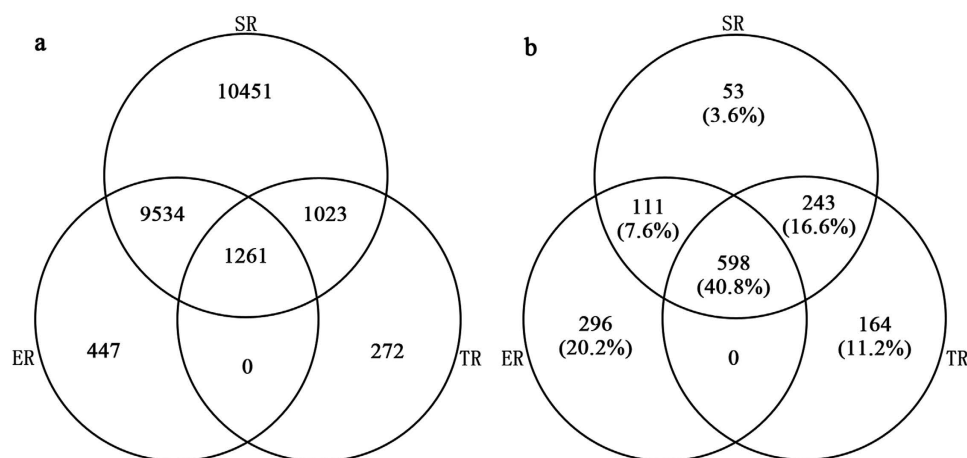 a
SR
10451
9534
1023
1261
ER
447
0
272
TR
b
SR
53
(3.6%)
111
(7.6%)
243
(16.6%)
598
(40.8%)
ER
296
(20.2%)
0
164
(11.2%)
TR